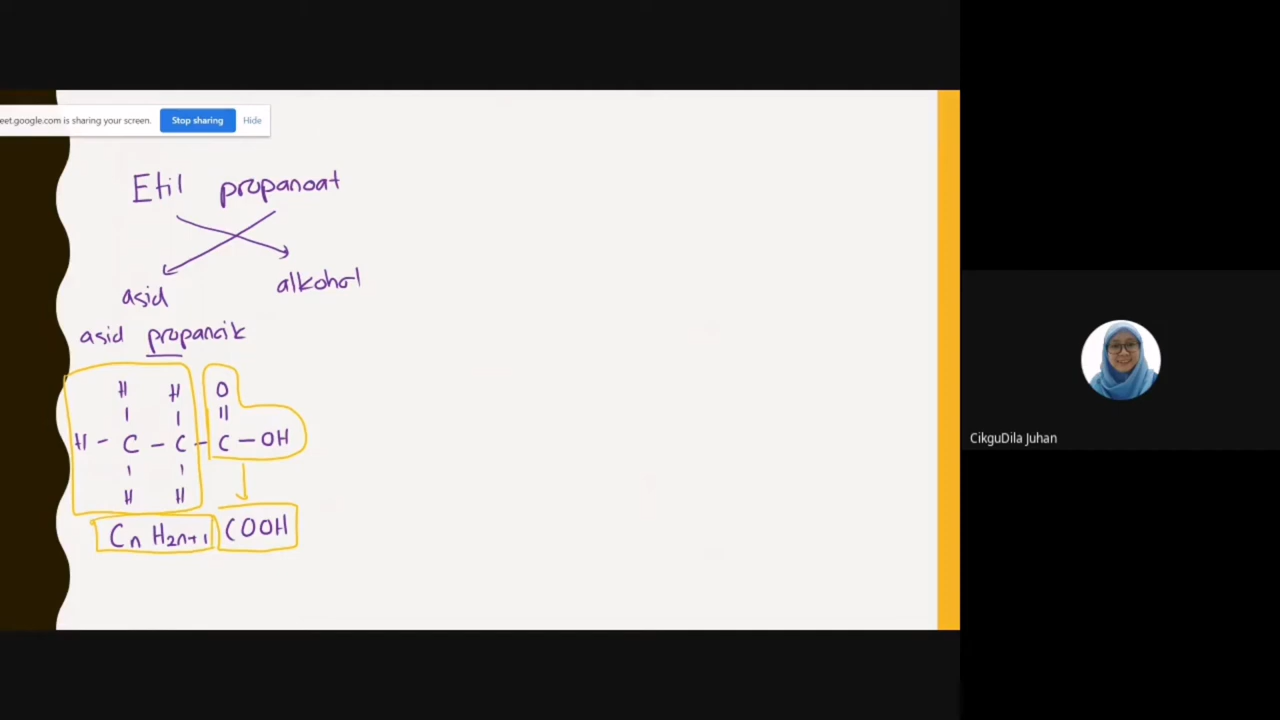 eet.google.com is sharing your screen. Stop sharing Hide
Etil propanoat
asid alkohol
asid propanoik
H H O
| | ||
H - C - C - C - OH
| |
H H
CnH2n+1 COOH
CikguDila Juhan